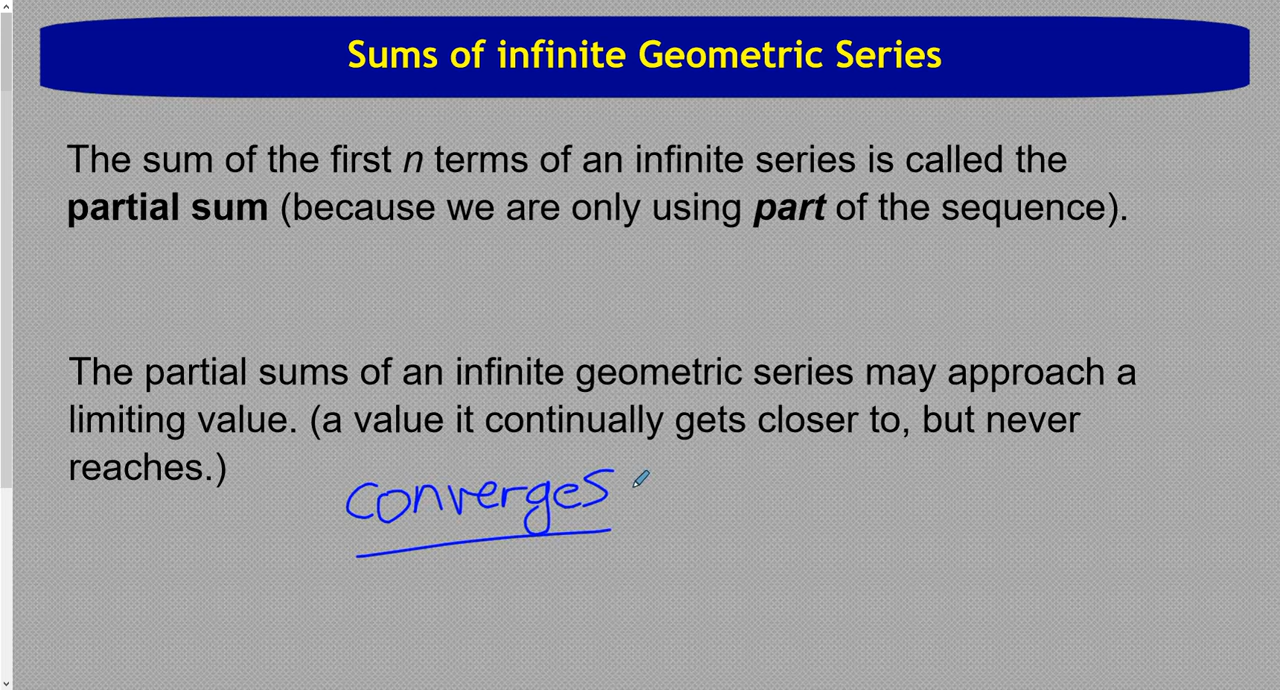 Sums of infinite Geometric Series
The sum of the first n terms of an infinite series is called the
partial sum (because we are only using part of the sequence).
The partial sums of an infinite geometric series may approach a
limiting value. (a value it continually gets closer to, but never
reaches.)
converges